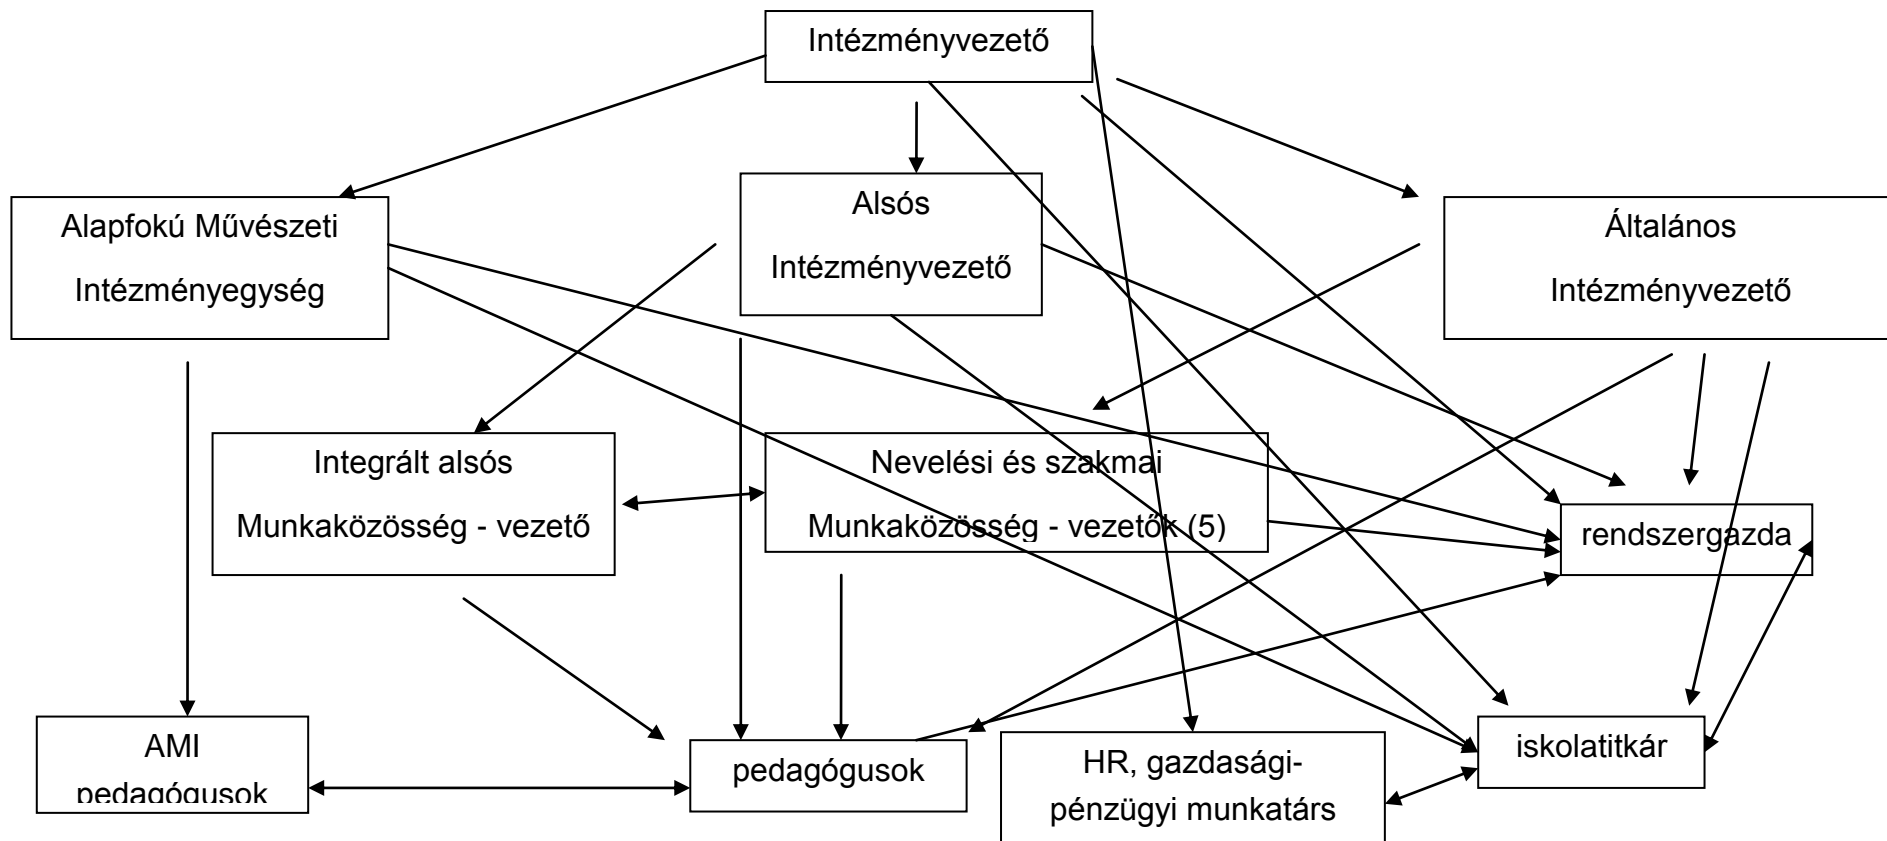 Intézményvezető
Alapfokú Művészeti
Intézményegység
Alsós
Intézményvezető
Általános
Intézményvezető
Integrált alsós
Munkaközösség - vezető
Nevelési és szakmai
Munkaközösség - vezetők (5)
rendszergazda
AMI
pedagógusok
pedagógusok
HR, gazdasági-
pénzügyi munkatárs
iskolatitkár